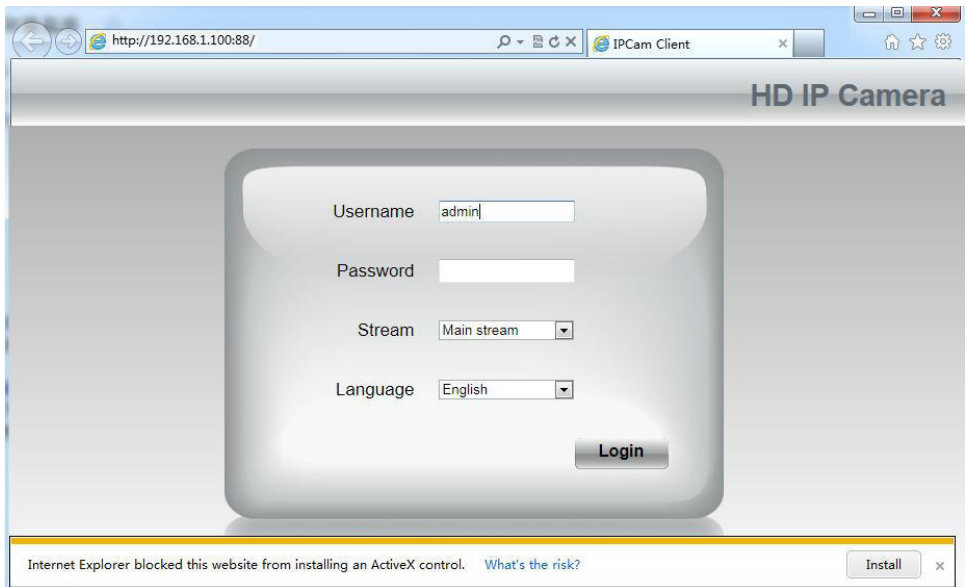 http://192.168.1.100:88/
IPCam Client
HD IP Camera
Username admin
Password
Stream Main stream
Language English
Login
Internet Explorer blocked this website from installing an ActiveX control. What's the risk? Install